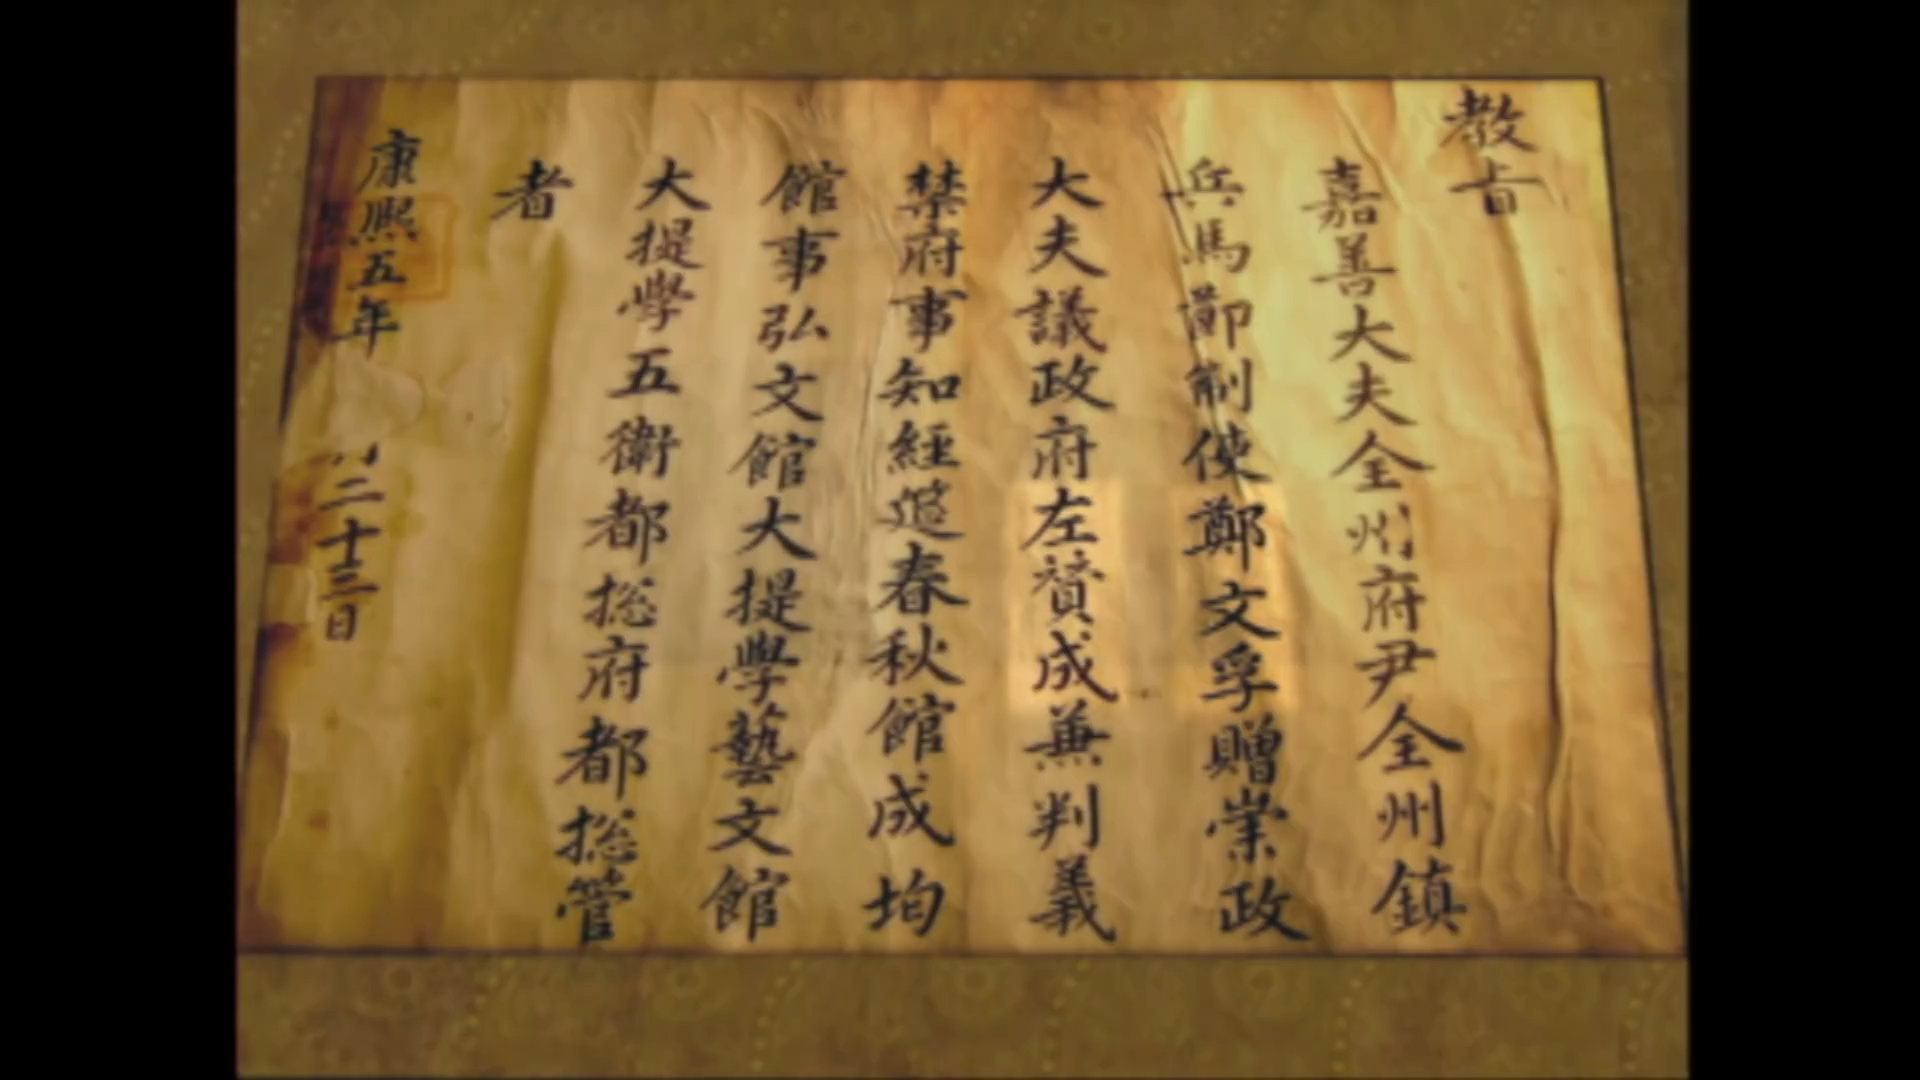 教旨
嘉善大夫全州府尹全州鎮
兵馬節制使鄭文孚贈崇政
大夫議政府左贊成兼判義
禁府事知經筵春秋館成均
館事弘文館大提學藝文館
大提學五衛都摠府都摠管
者
康熙五年 月二十三日